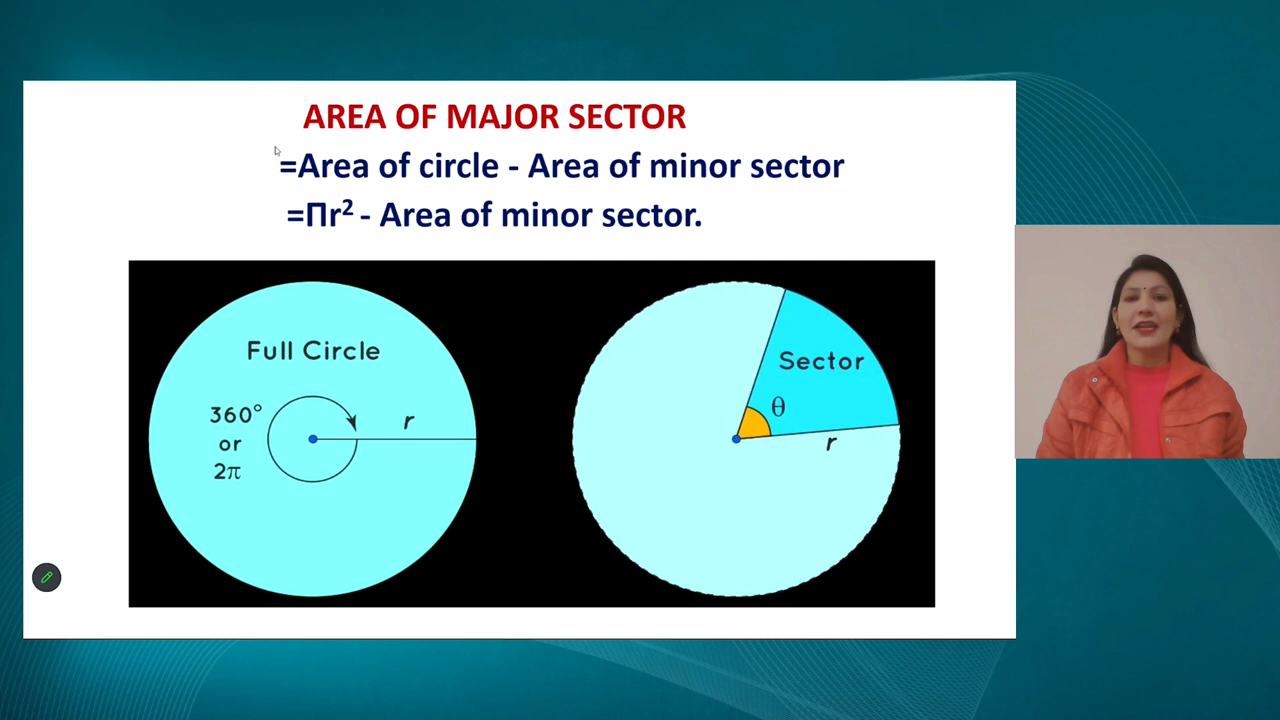 AREA OF MAJOR SECTOR
=Area of circle - Area of minor sector
=Πr² - Area of minor sector.
Full Circle
360°
or
2π
r
Sector
θ
r